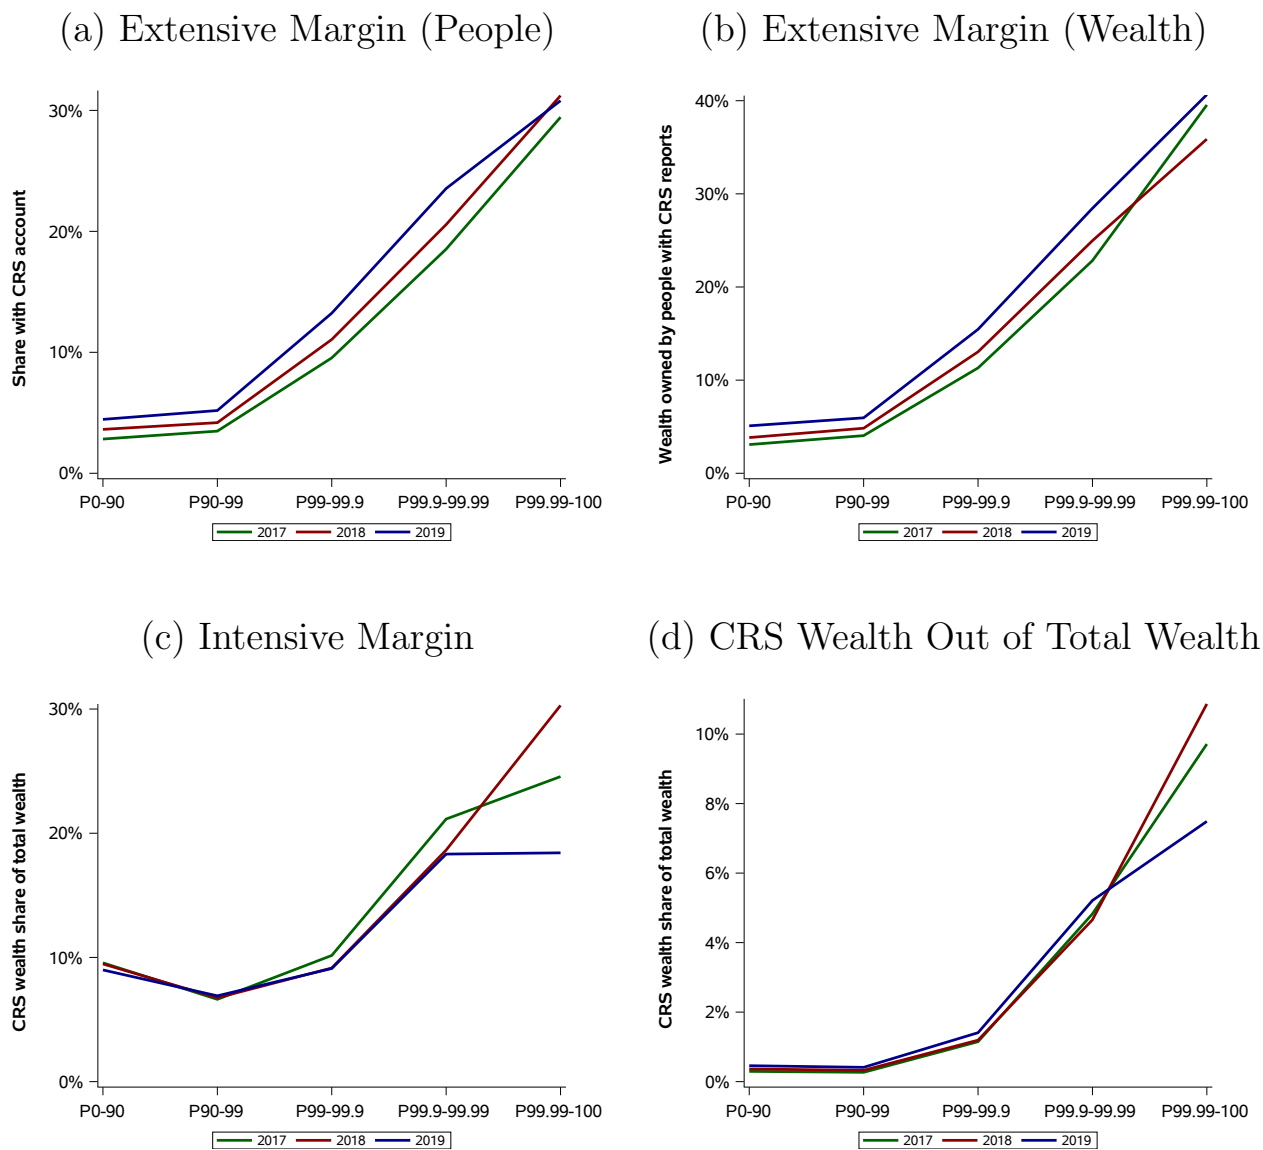 (a) Extensive Margin (People)
Share with CRS account
30%
20%
10%
0%
P0-90 P90-99 P99-99.9 P99.9-99.99 P99.99-100
2017 2018 2019
(b) Extensive Margin (Wealth)
Wealth owned by people with CRS reports
40%
30%
20%
10%
0%
P0-90 P90-99 P99-99.9 P99.9-99.99 P99.99-100
2017 2018 2019
(c) Intensive Margin
CRS wealth share of total wealth
30%
20%
10%
0%
P0-90 P90-99 P99-99.9 P99.9-99.99 P99.99-100
2017 2018 2019
(d) CRS Wealth Out of Total Wealth
CRS wealth share of total wealth
10%
8%
6%
4%
2%
0%
P0-90 P90-99 P99-99.9 P99.9-99.99 P99.99-100
2017 2018 2019